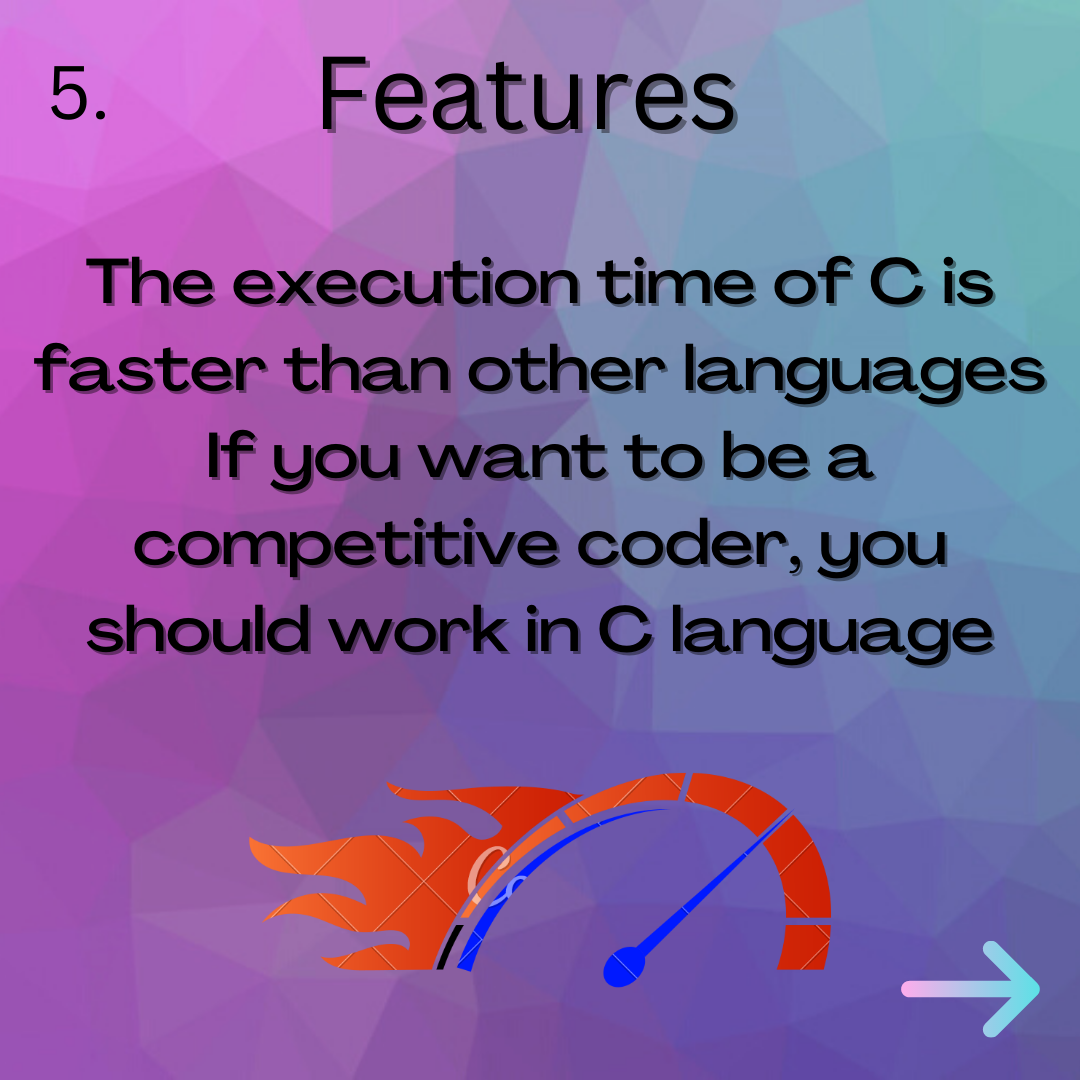 5.
Features
The execution time of C is
faster than other languages
If you want to be a
competitive coder, you
should work in C language